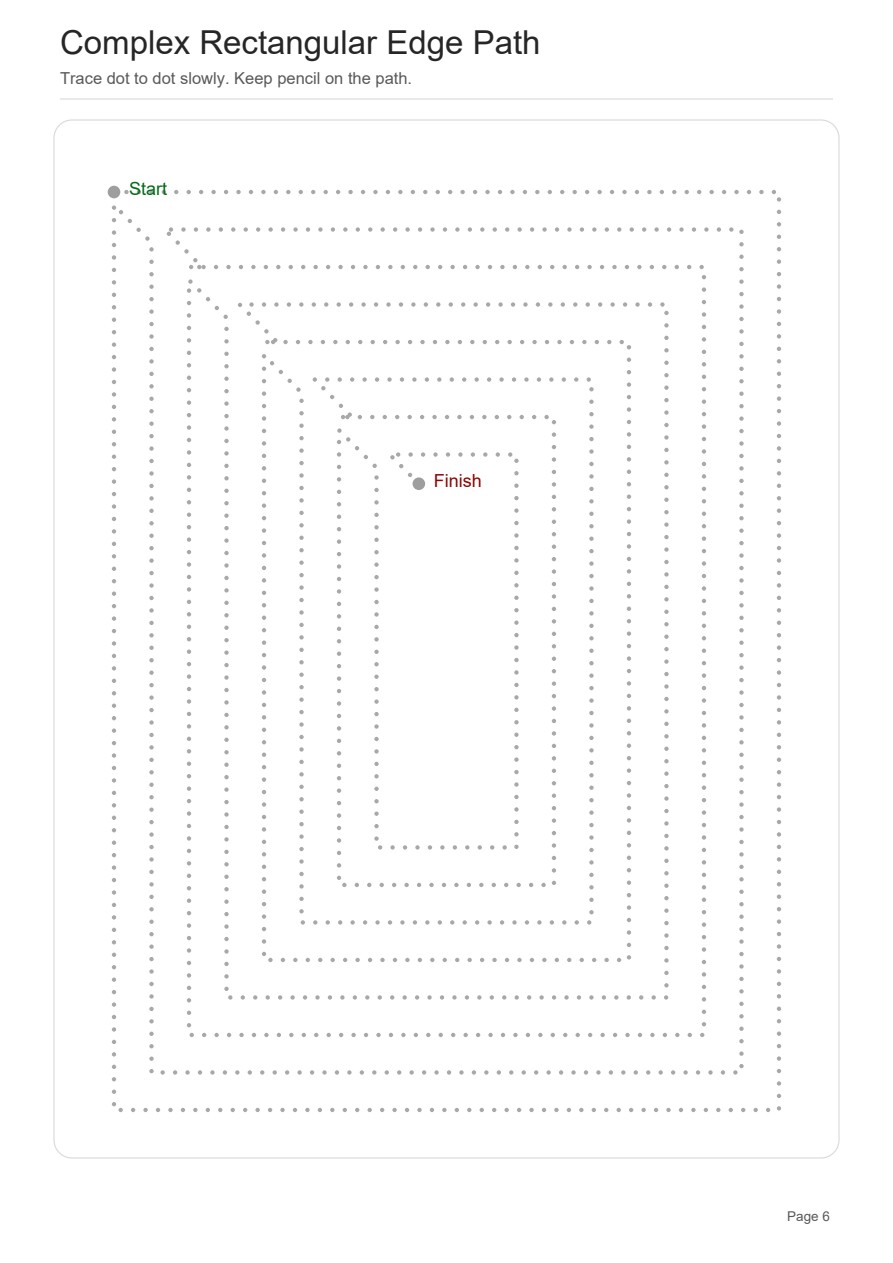 Complex Rectangular Edge Path
Trace dot to dot slowly. Keep pencil on the path.
Start
Finish
Page 6